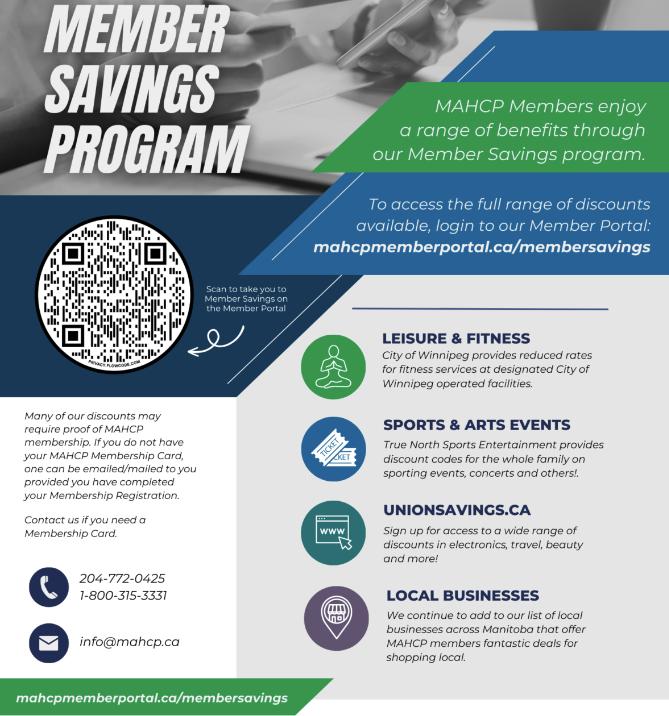 MEMBER
SAVINGS
PROGRAM
MAHCP Members enjoy
a range of benefits through
our Member Savings program.
To access the full range of discounts
available, login to our Member Portal:
mahcpmemberportal.ca/membersavings
Scan to take you to
Member Savings on
the Member Portal
PRIVACY.FLOWCODE.COM
LEISURE & FITNESS
City of Winnipeg provides reduced rates
for fitness services at designated City of
Winnipeg operated facilities.
SPORTS & ARTS EVENTS
True North Sports Entertainment provides
discount codes for the whole family on
sporting events, concerts and others!.
TICKET
TICKET
UNIONSAVINGS.CA
Sign up for access to a wide range of
discounts in electronics, travel, beauty
and more!
www
LOCAL BUSINESSES
We continue to add to our list of local
businesses across Manitoba that offer
MAHCP members fantastic deals for
shopping local.
Many of our discounts may
require proof of MAHCP
membership. If you do not have
your MAHCP Membership Card,
one can be emailed/mailed to you
provided you have completed
your Membership Registration.
Contact us if you need a
Membership Card.
204-772-0425
1-800-315-3331
info@mahcp.ca
mahcpmemberportal.ca/membersavings